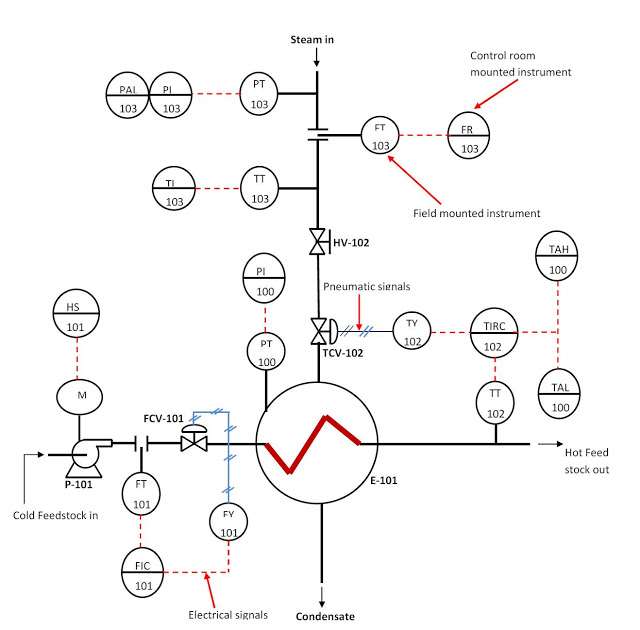 Steam in
Control room
mounted instrument
PAL
103
PI
103
PT
103
FT
103
FR
103
TI
103
TT
103
Field mounted instrument
HV-102
TAH
100
PI
100
Pneumatic signals
HS
101
TY
102
TIRC
102
PT
100
TCV-102
M
TT
102
TAL
100
FCV-101
Hot Feed
stock out
P-101
E-101
FT
101
Cold Feedstock in
FY
101
FIC
101
Electrical signals
Condensate